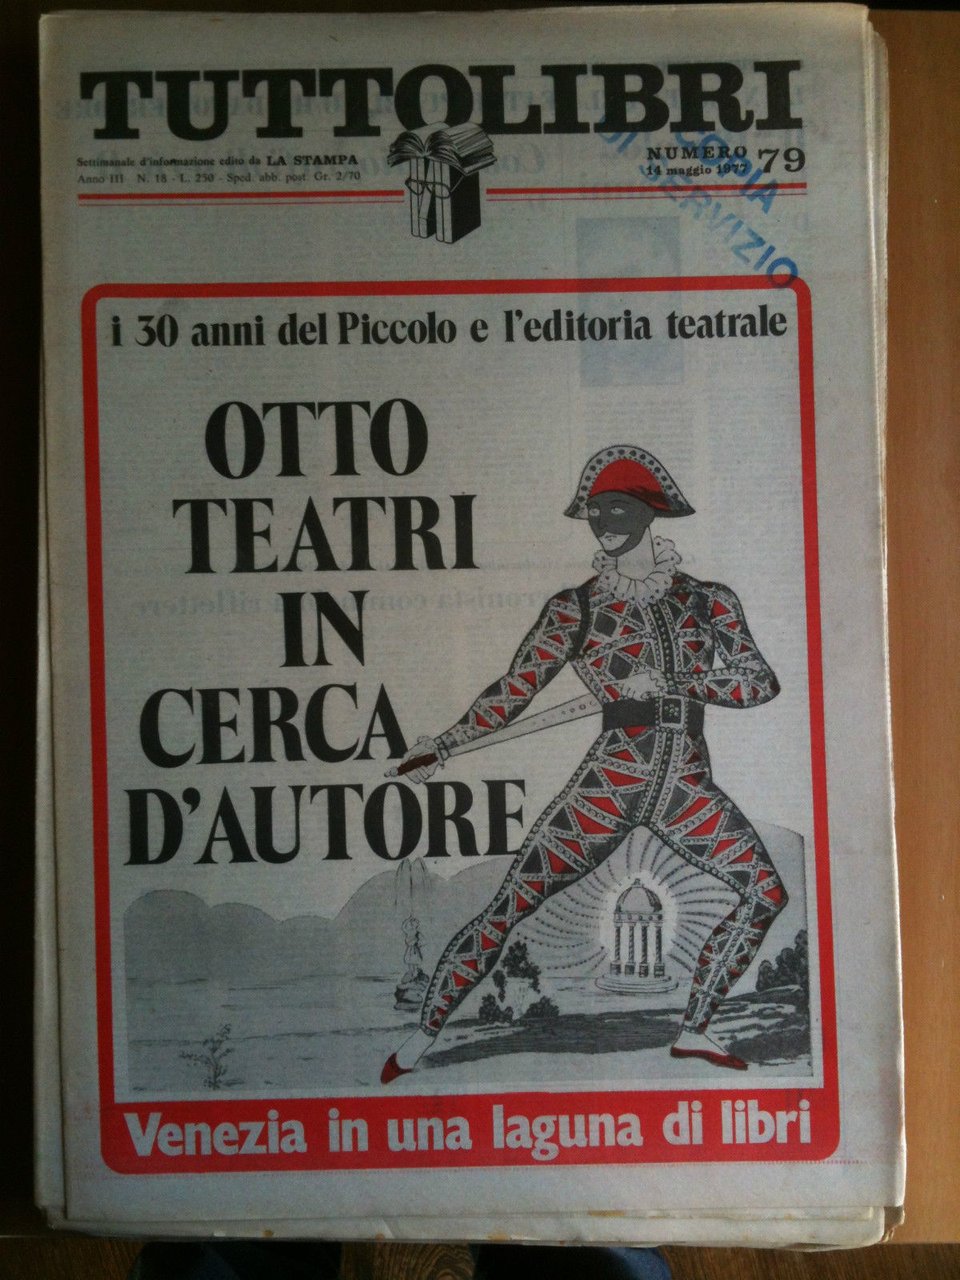 TUTTOLIBRI
Settimanale d'informazione edito da LA STAMPA
Anno III N. 18 - L. 250 - Sped. abb. post. Gr. 2/70
NUMERO 79
14 maggio 1977
COPIA
DI SERVIZIO
i 30 anni del Piccolo e l'editoria teatrale
OTTO
TEATRI
IN
CERCA
D'AUTORE
Venezia in una laguna di libri